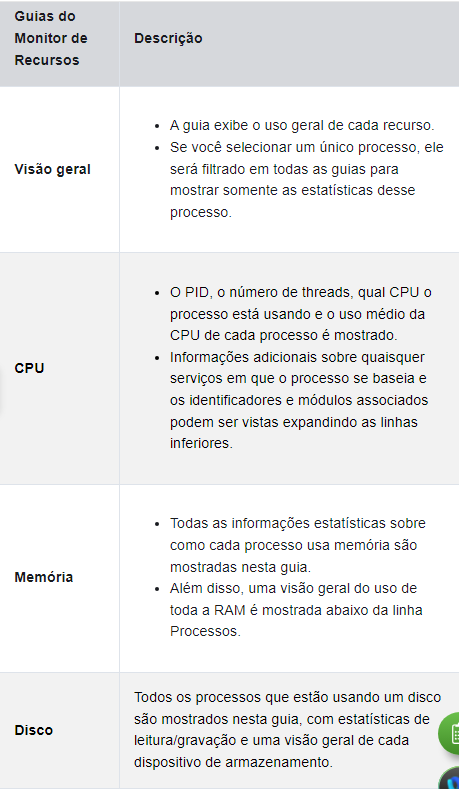 Guias do
Monitor de
Recursos
Descrição
Visão geral
• A guia exibe o uso geral de cada recurso.
• Se você selecionar um único processo, ele
será filtrado em todas as guias para
mostrar somente as estatísticas desse
processo.
CPU
• O PID, o número de threads, qual CPU o
processo está usando e o uso médio da
CPU de cada processo é mostrado.
• Informações adicionais sobre quaisquer
serviços em que o processo se baseia e
os identificadores e módulos associados
podem ser vistas expandindo as linhas
inferiores.
Memória
• Todas as informações estatísticas sobre
como cada processo usa memória são
mostradas nesta guia.
• Além disso, uma visão geral do uso de
toda a RAM é mostrada abaixo da linha
Processos.
Disco
Todos os processos que estão usando um disco
são mostrados nesta guia, com estatísticas de
leitura/gravação e uma visão geral de cada
dispositivo de armazenamento.